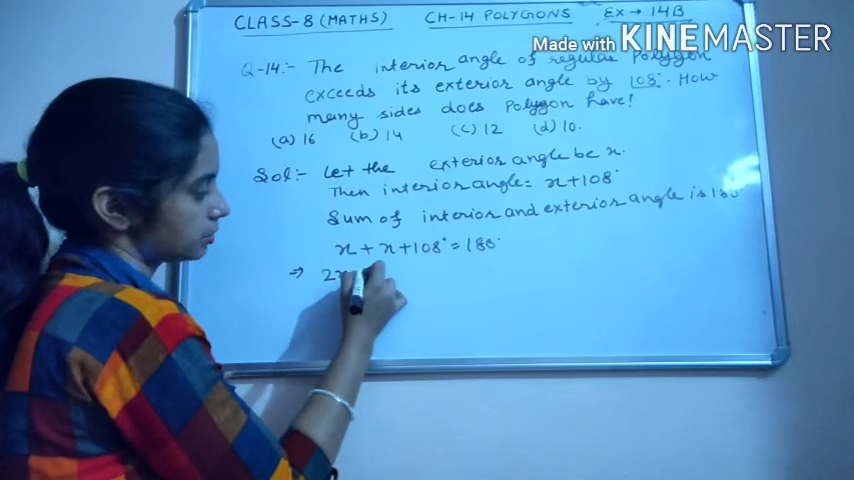 CLASS-8 (MATHS) CH-14 POLYGONS Ex → 14B
Made with KINEMASTER
Q-14:- The interior angle of regular polygon
exceeds its exterior angle by 108°. How
many sides does polygon have?
(a) 16 (b) 14 (c) 12 (d) 10.
Sol:- Let the exterior angle be x.
Then interior angle = x+108°
Sum of interior and exterior angle is 180
x + x + 108° = 180°
⇒ 2x